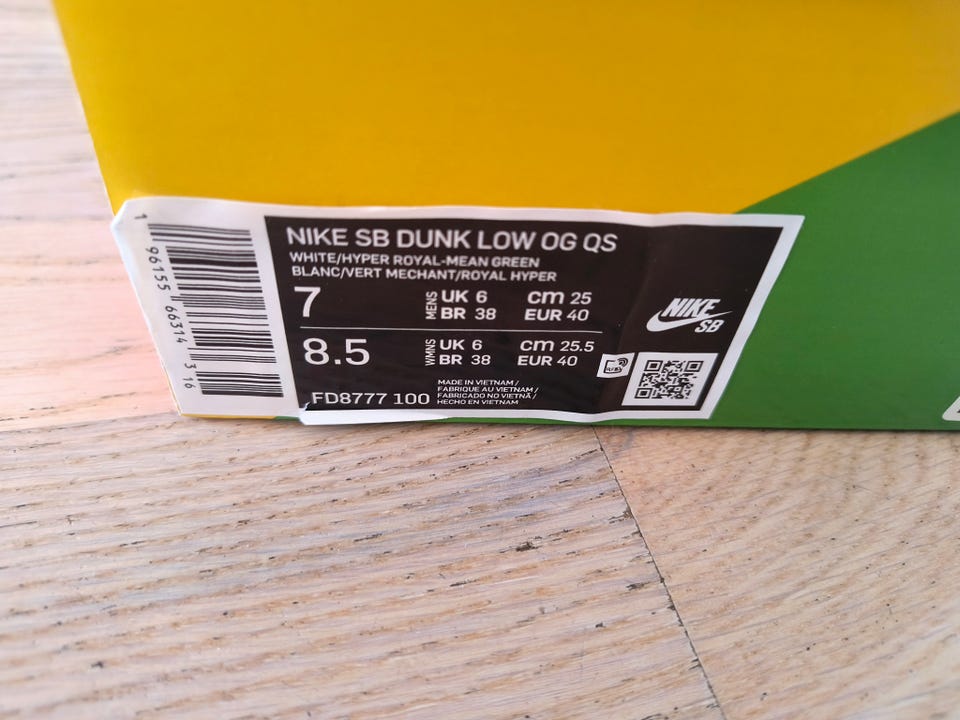 NIKE SB DUNK LOW OG QS
WHITE/HYPER ROYAL-MEAN GREEN
BLANC/VERT MECHANT/ROYAL HYPER
7 MENS UK 6 cm 25
BR 38 EUR 40
8.5 WMNS UK 6 cm 25.5
BR 38 EUR 40
FD8777 100
MADE IN VIETNAM /
FABRIQUE AU VIETNAM /
FABRICADO NO VIETNÃ /
HECHO EN VIETNAM
NIKE
SB
1 96155 66314 3 16